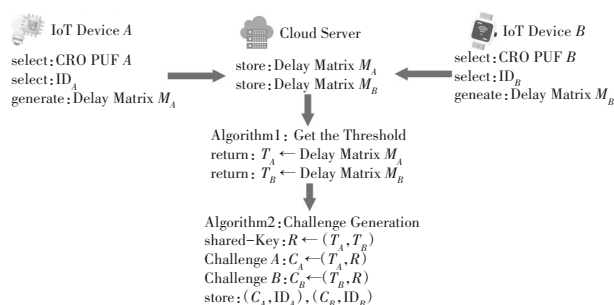 IoT Device A
select:CRO PUF A
select:ID_A
generate:Delay Matrix M_A
Cloud Server
store:Delay Matrix M_A
store:Delay Matrix M_B
IoT Device B
select:CRO PUF B
select:ID_B
geneate:Delay Matrix M_B
Algorithm1: Get the Threshold
return: T_A ← Delay Matrix M_A
return: T_B ← Delay Matrix M_B
Algorithm2:Challenge Generation
shared-Key:R ← (T_A,T_B)
Challenge A:C_A ← (T_A,R)
Challenge B:C_B ← (T_B,R)
store:(C_A,ID_A),(C_B,ID_B)